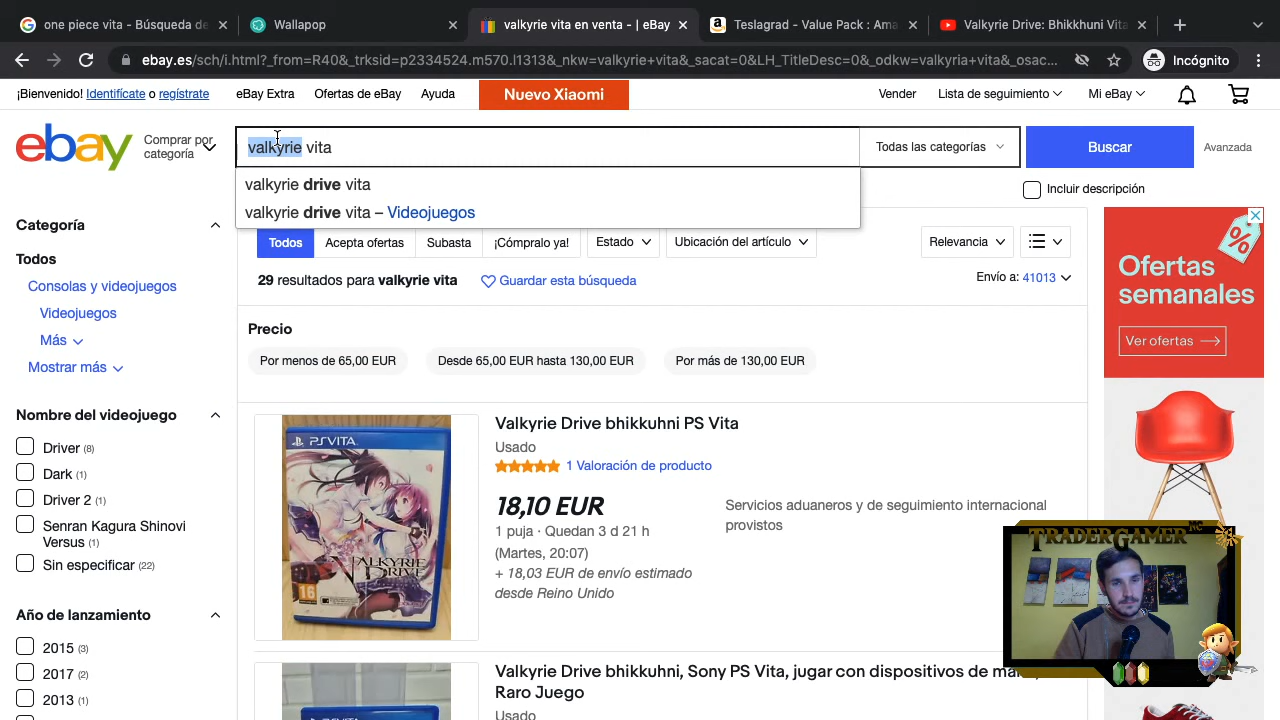 one piece vita - Búsqueda de
Wallapop
valkyrie vita en venta - | eBay
Teslagrad - Value Pack : Ama
Valkyrie Drive: Bhikkhuni Vita
ebay.es/sch/i.html?_from=R40&_trksid=p2334524.m570.l1313&_nkw=valkyrie+vita&_sacat=0&LH_TitleDesc=0&_odkw=valkyria+vita&_osac...
Incógnito
¡Bienvenido! Identifícate o regístrate
eBay Extra
Ofertas de eBay
Ayuda
Nuevo Xiaomi
Vender
Lista de seguimiento
Mi eBay
ebay
Comprar por
categoría
valkyrie vita
Todas las categorías
Buscar
Avanzada
valkyrie drive vita
valkyrie drive vita – Videojuegos
Incluir descripción
Categoría
Todos
Consolas y videojuegos
Videojuegos
Más
Mostrar más
Todos
Acepta ofertas
Subasta
¡Cómpralo ya!
Estado
Ubicación del artículo
Relevancia
29 resultados para valkyrie vita
Guardar esta búsqueda
Envío a: 41013
Precio
Por menos de 65,00 EUR
Desde 65,00 EUR hasta 130,00 EUR
Por más de 130,00 EUR
Ofertas
semanales
Ver ofertas
Nombre del videojuego
Driver (8)
Dark (1)
Driver 2 (1)
Senran Kagura Shinovi
Versus (1)
Sin especificar (22)
Año de lanzamiento
2015 (3)
2017 (2)
2013 (1)
PSVITA
VALKYRIE
DRIVE
16
Valkyrie Drive bhikkuhni PS Vita
Usado
1 Valoración de producto
18,10 EUR
1 puja · Quedan 3 d 21 h
(Martes, 20:07)
+ 18,03 EUR de envío estimado
desde Reino Unido
Servicios aduaneros y de seguimiento internacional
provistos
TRADERGAMER MC
Valkyrie Drive bhikkuhni, Sony PS Vita, jugar con dispositivos de
Raro Juego
Usado